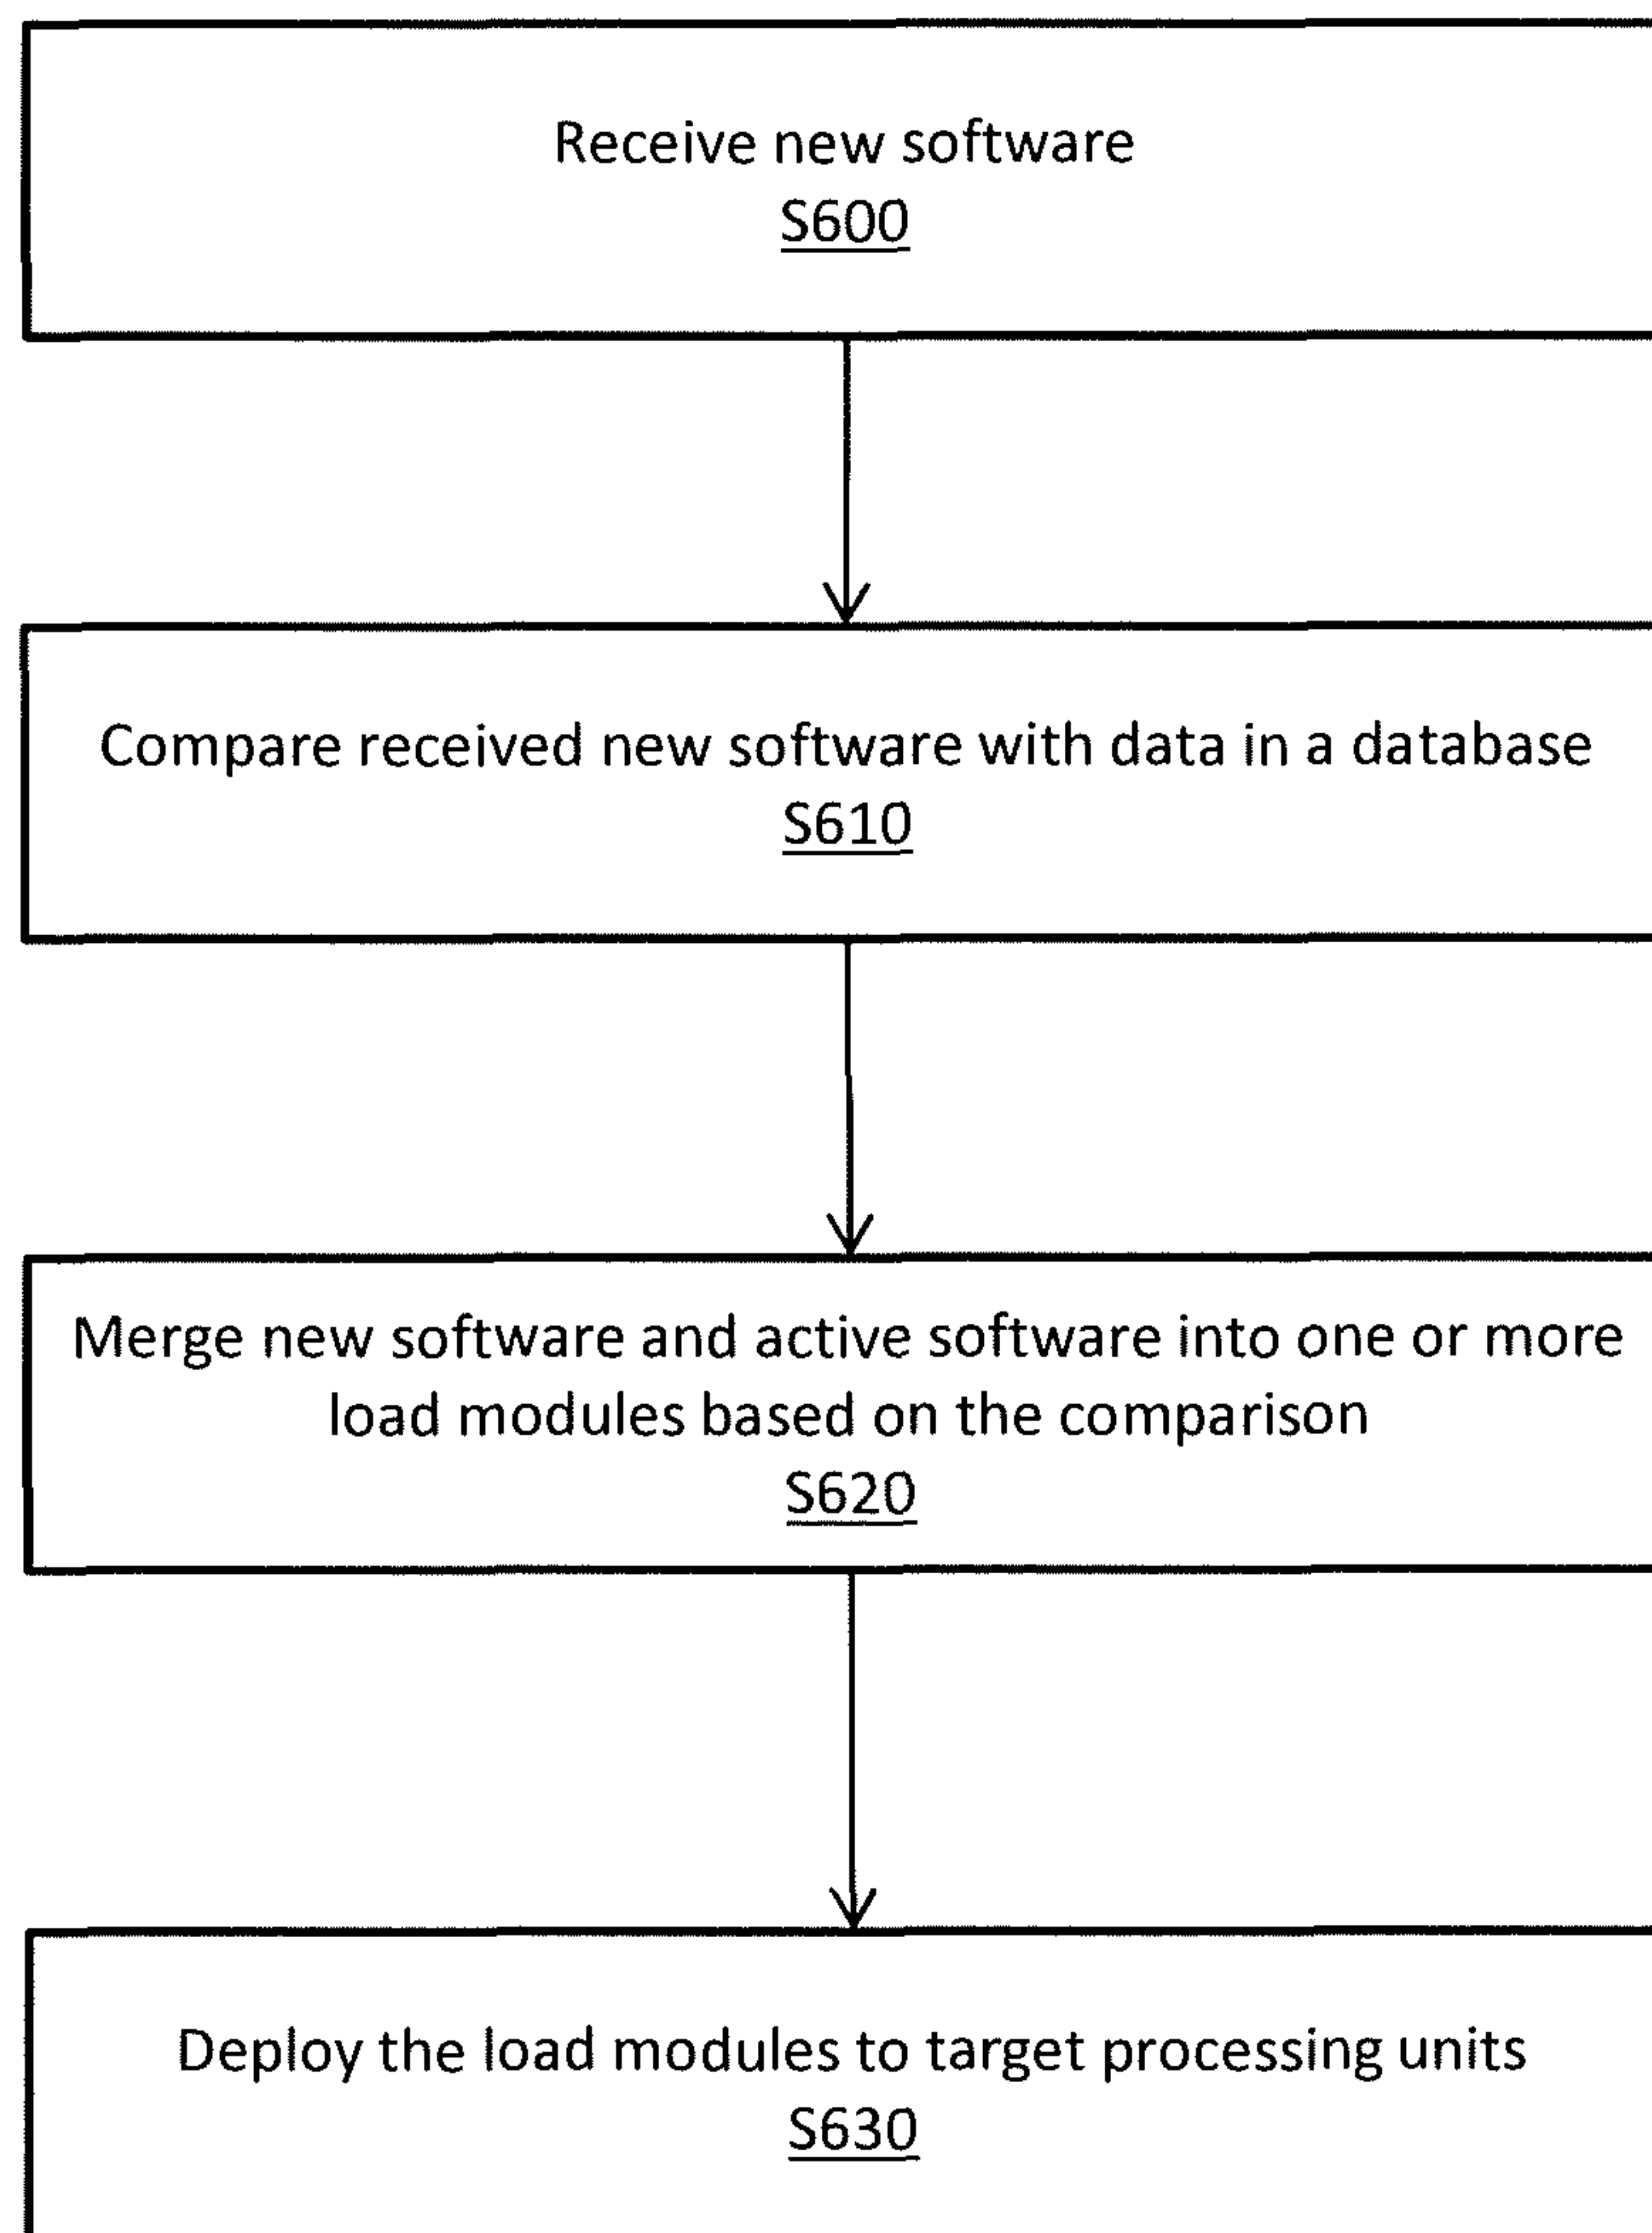 Receive new software
S600
Compare received new software with data in a database
S610
Merge new software and active software into one or more
load modules based on the comparison
S620
Deploy the load modules to target processing units
S630